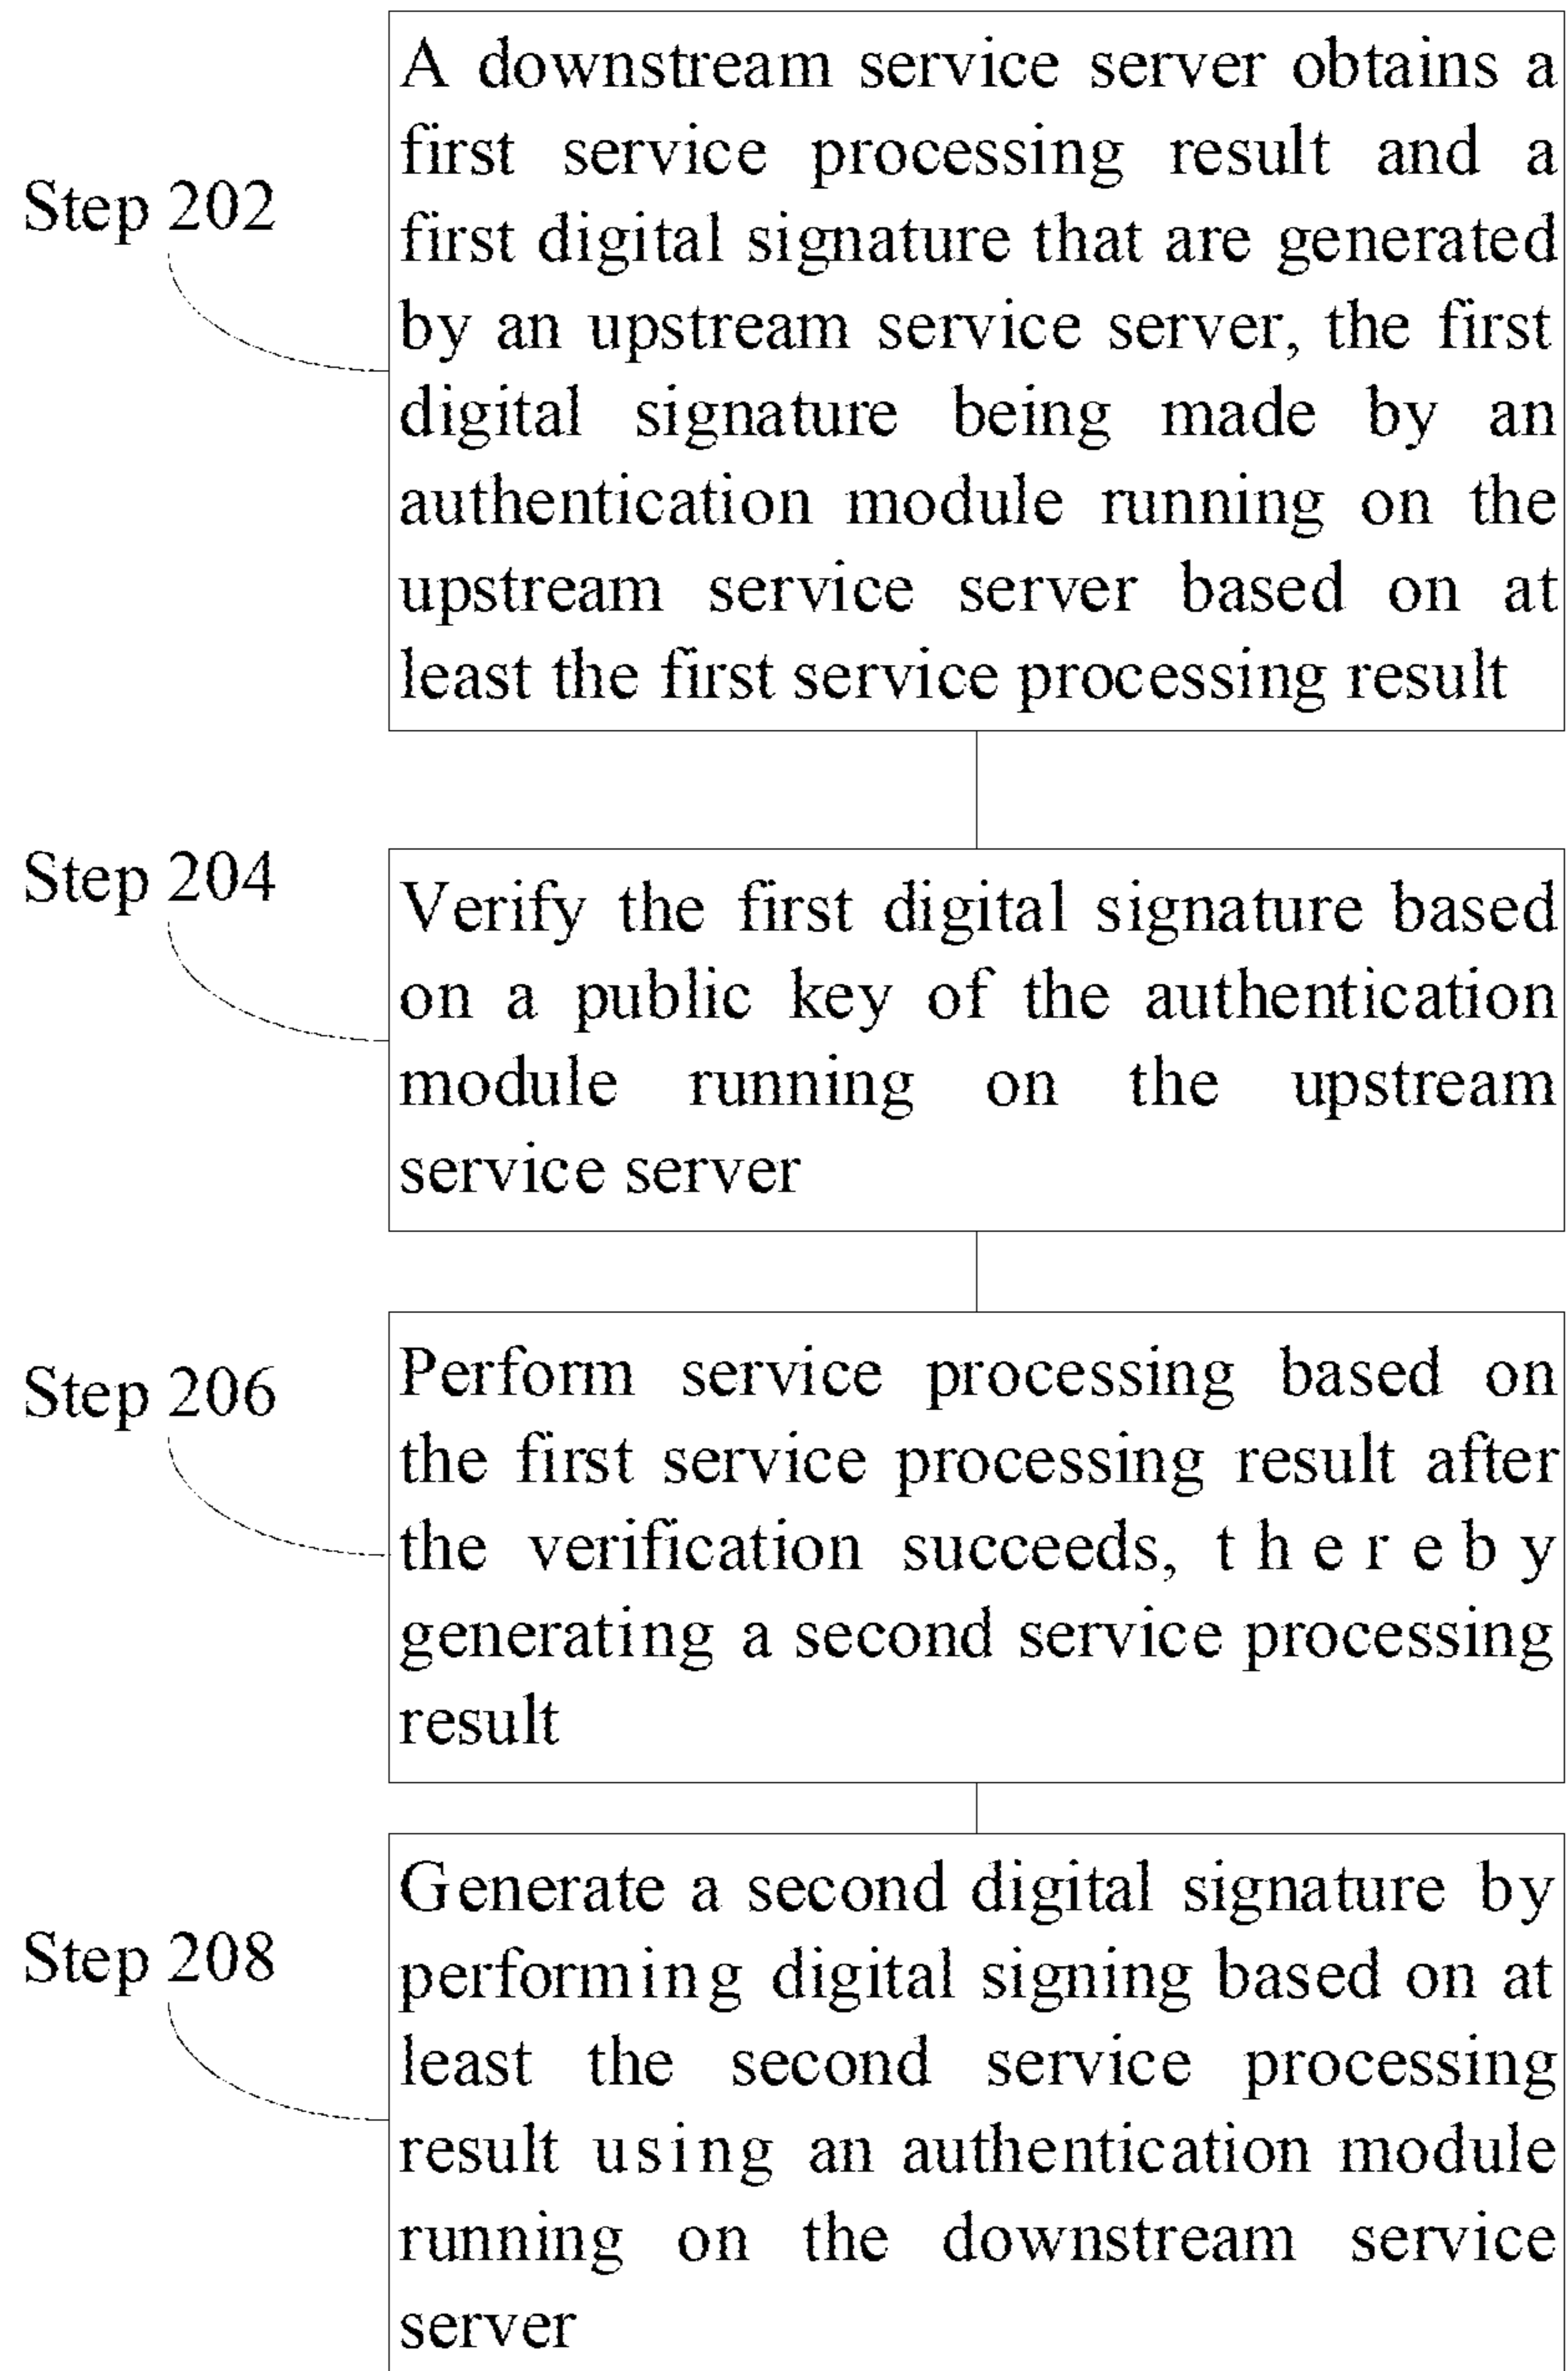 Step 202
A downstream service server obtains a
first service processing result and a
first digital signature that are generated
by an upstream service server, the first
digital signature being made by an
authentication module running on the
upstream service server based on at
least the first service processing result
Step 204
Verify the first digital signature based
on a public key of the authentication
module running on the upstream
service server
Step 206
Perform service processing based on
the first service processing result after
the verification succeeds, t h e r e b y
generating a second service processing
result
Step 208
Generate a second digital signature by
performing digital signing based on at
least the second service processing
result using an authentication module
running on the downstream service
server